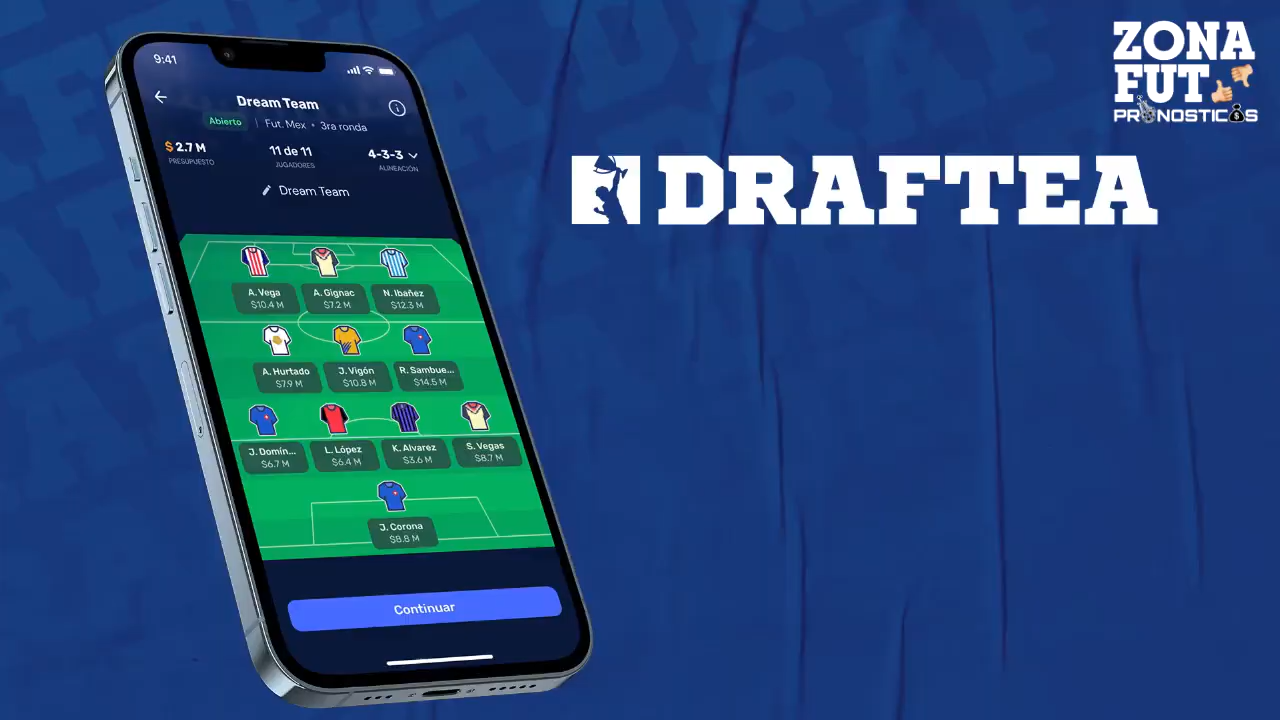 ZONA
FUT
PRONOSTICOS
DRAFTEA
9:41
Dream Team
Abierto | Fut. Mex • 3ra ronda
$ 2.7 M
PRESUPUESTO
11 de 11
JUGADORES
4-3-3
ALINEACIÓN
Dream Team
A. Vega
$10.4 M
A. Gignac
$7.2 M
N. Ibañez
$12.3 M
A. Hurtado
$7.9 M
J. Vigón
$10.8 M
R. Sambue...
$14.5 M
J. Domín...
$6.7 M
L. López
$6.4 M
K. Alvarez
$3.6 M
S. Vegas
$8.7 M
J. Corona
$8.8 M
Continuar